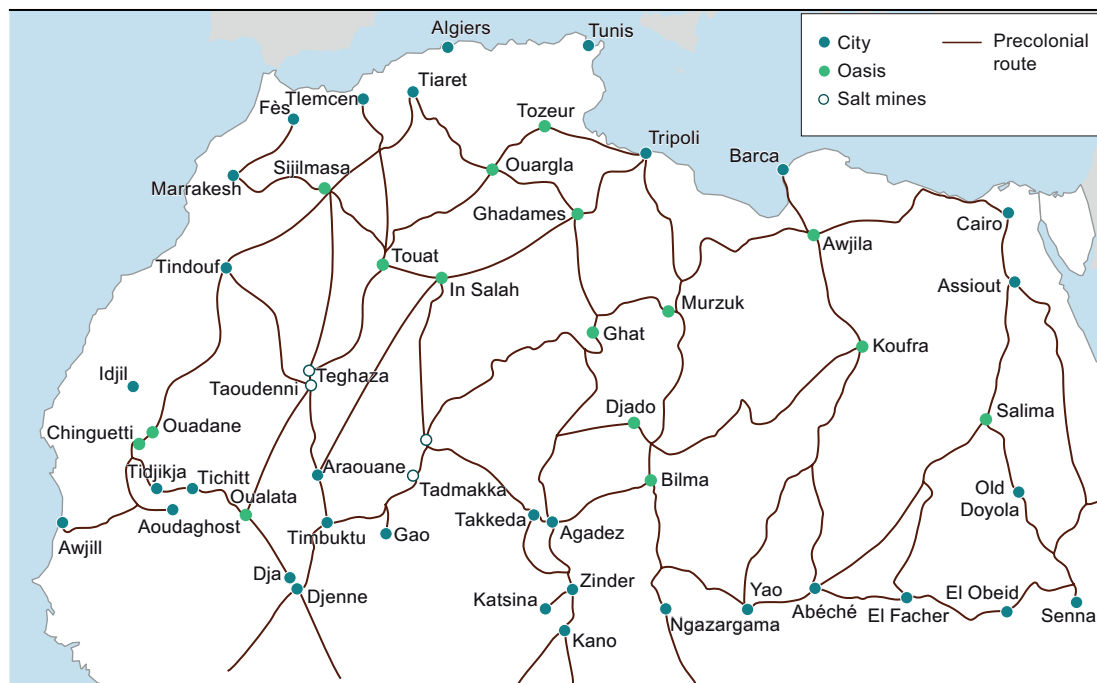 Algiers
Tunis
City
Precolonial
route
Oasis
Salt mines
Tiaret
Tlemcen
Fès
Tozeur
Tripoli
Barca
Sijilmasa
Ouargla
Marrakesh
Ghadames
Cairo
Awjila
Touat
Tindouf
In Salah
Assiout
Murzuk
Ghat
Koufra
Idjil
Teghaza
Taoudenni
Djado
Salima
Ouadane
Chinguetti
Tidjikja
Tichitt
Araouane
Tadmakka
Bilma
Old
Doyola
Oualata
Aoudaghost
Awjill
Timbuktu
Gao
Takkeda
Agadez
Dja
Djenne
Zinder
Katsina
Kano
Ngazargama
Yao
Abéché
El Facher
El Obeid
Senna